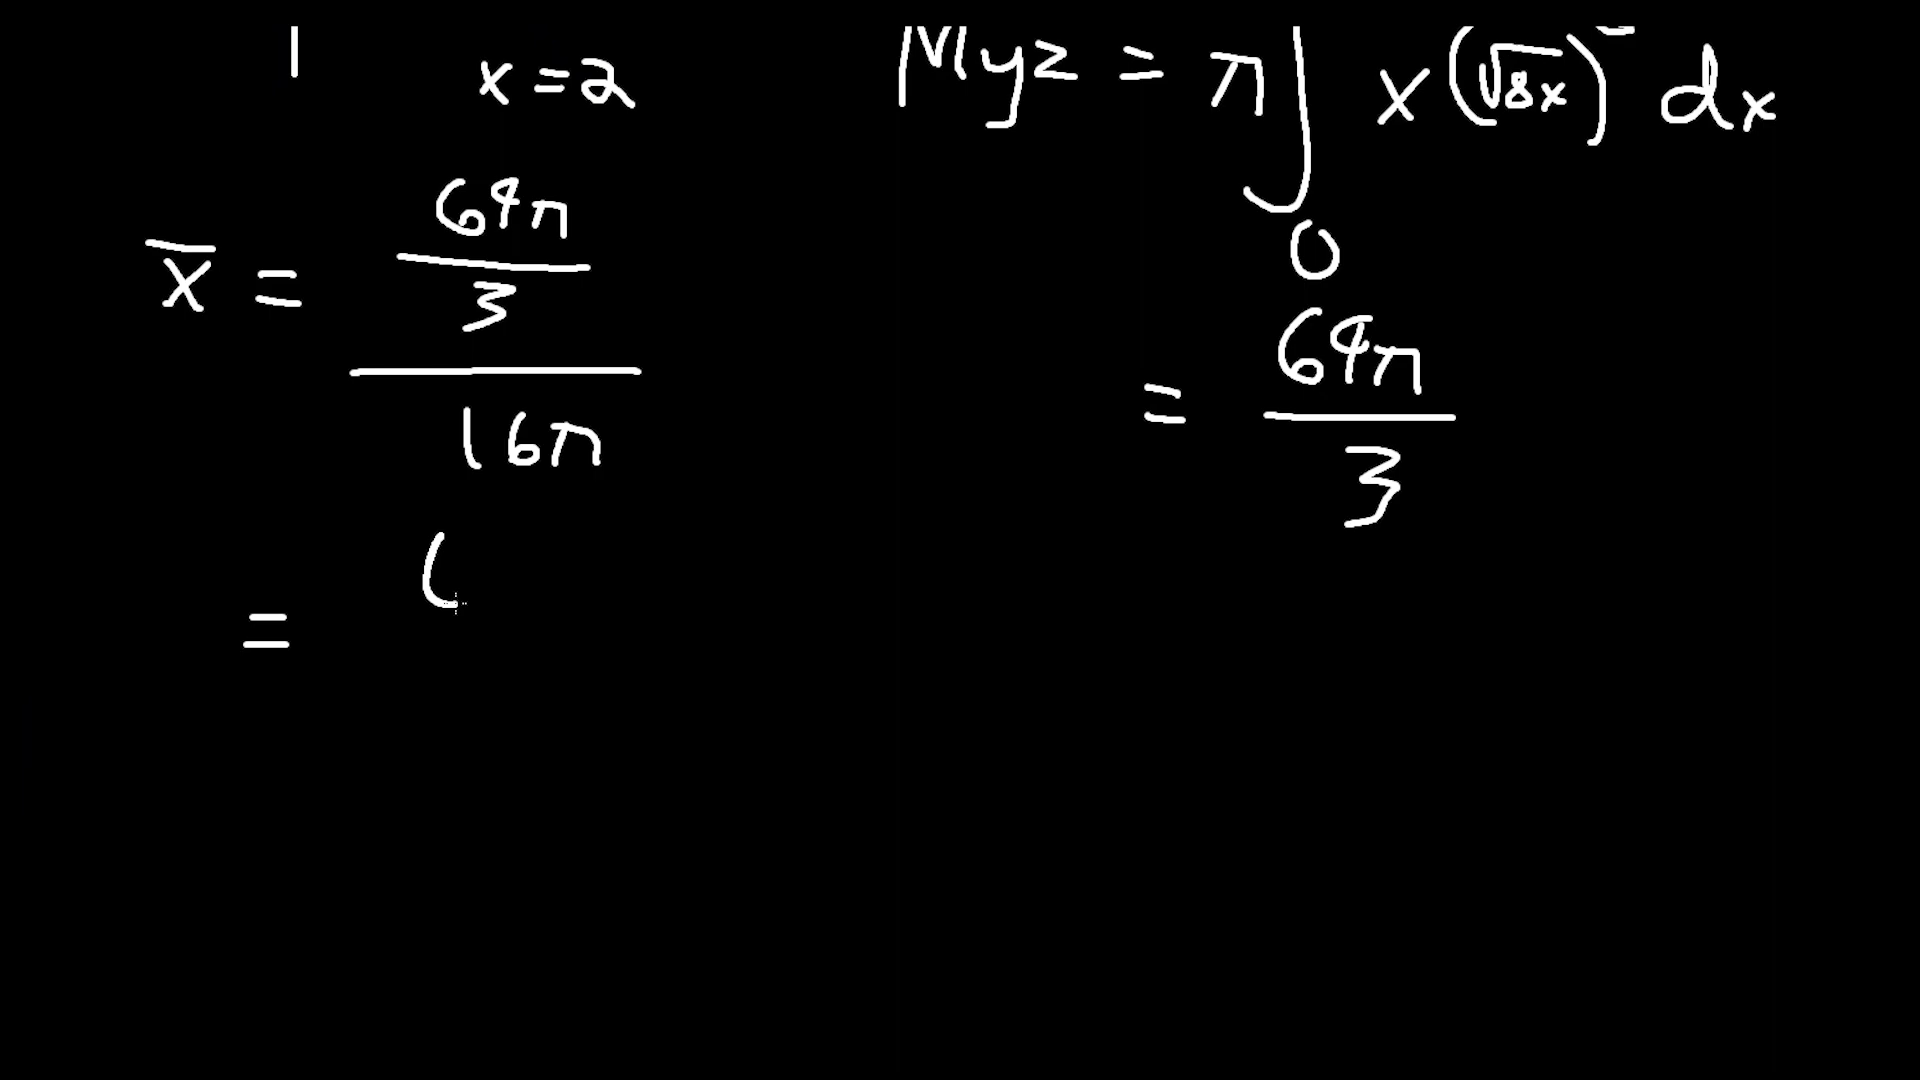 x = 2
x̄ = (64π/3)/(16π)
=
Myz = π∫₀ x(√8x)² dx
= 64π/3